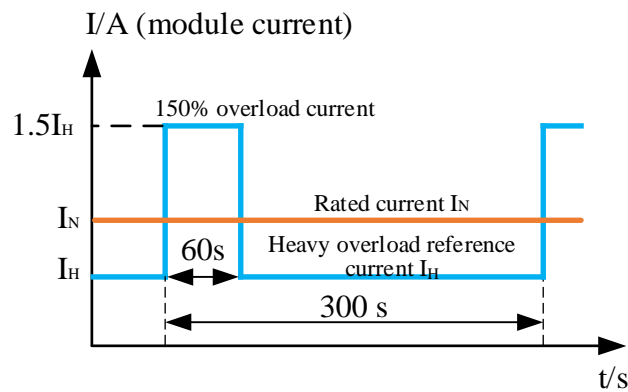 I/A (module current)
150% overload current
1.5IH
Rated current IN
IN
60s
Heavy overload reference
current IH
IH
300 s
t/s